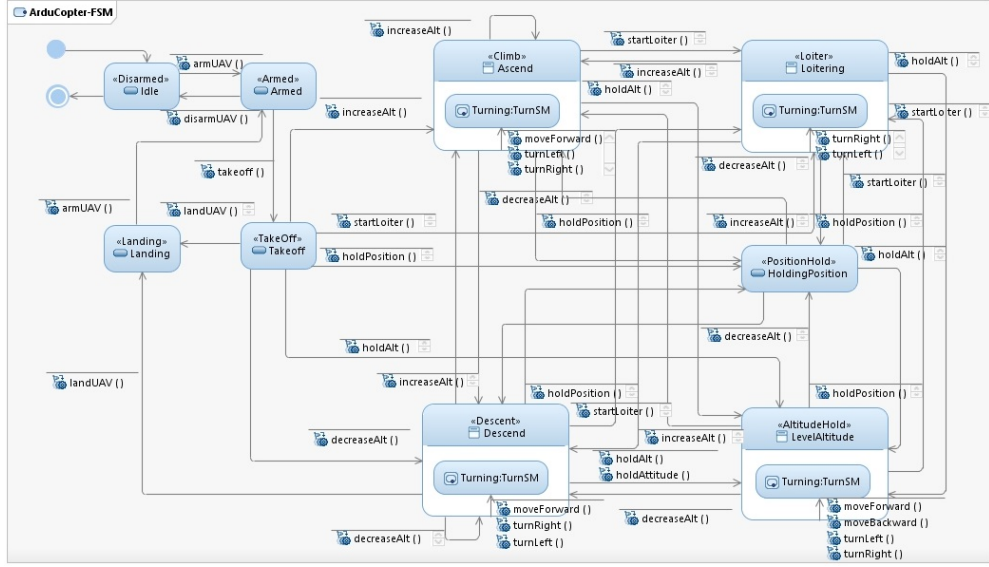 ArduCopter-FSM
increaseAlt ()
«Climb»
Ascend
startLoiter ()
«Loiter»
Loitering
armUAV ()
holdAlt ()
increaseAlt ()
«Disarmed»
Idle
«Armed»
Armed
holdAlt ()
increaseAlt ()
Turning:TurnSM
Turning:TurnSM
startLoiter ()
disarmUAV ()
moveForward ()
turnLeft ()
turnRight ()
turnRight ()
turnLeft ()
decreaseAlt ()
takeoff ()
startLoiter ()
decreaseAlt ()
armUAV ()
landUAV ()
startLoiter ()
holdPosition ()
increaseAlt ()
holdPosition ()
«Landing»
Landing
«TakeOff»
Takeoff
holdPosition ()
«PositionHold»
HoldingPosition
holdAlt ()
decreaseAlt ()
holdAlt ()
landUAV ()
increaseAlt ()
holdPosition ()
holdPosition ()
startLoiter ()
«Descent»
Descend
«AltitudeHold»
LevelAltitude
decreaseAlt ()
increaseAlt ()
holdAlt ()
holdAttitude ()
Turning:TurnSM
Turning:TurnSM
moveForward ()
turnRight ()
turnLeft ()
decreaseAlt ()
moveForward ()
moveBackward ()
turnLeft ()
turnRight ()
decreaseAlt ()